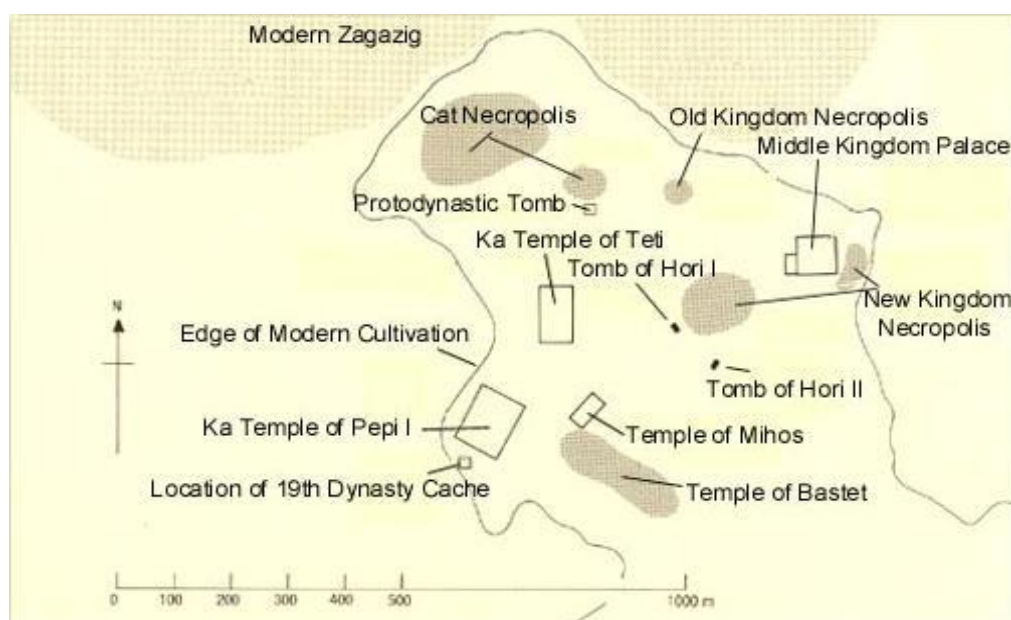 Modern Zagazig
Cat Necropolis
Old Kingdom Necropolis
Middle Kingdom Palace
Protodynastic Tomb
Ka Temple of Teti
Tomb of Hori I
New Kingdom
Necropolis
N
Edge of Modern Cultivation
Tomb of Hori II
Ka Temple of Pepi I
Temple of Mihos
Location of 19th Dynasty Cache
Temple of Bastet
0 100 200 300 400 500 1000 m